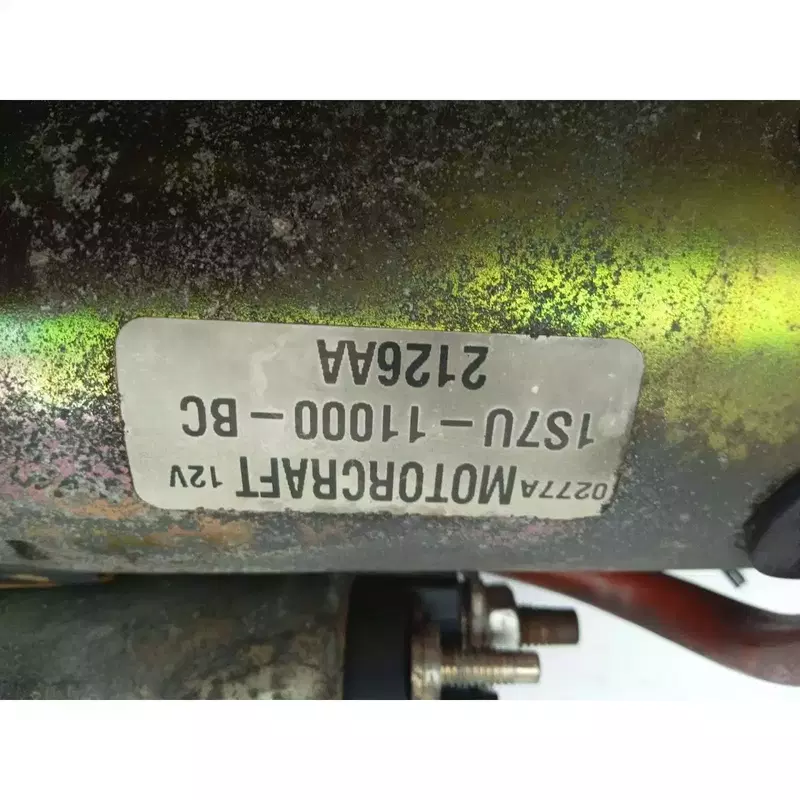 0277A MOTORCRAFT 12V
1S7U-11000-BC
2126AA